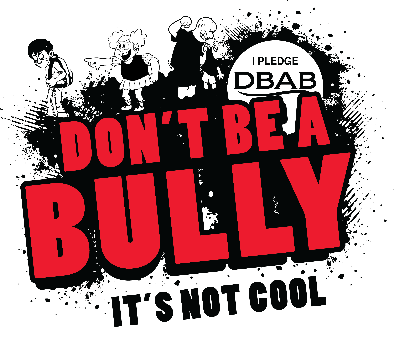 I PLEDGE
DBAB
DON'T BE A
BULLY
IT'S NOT COOL